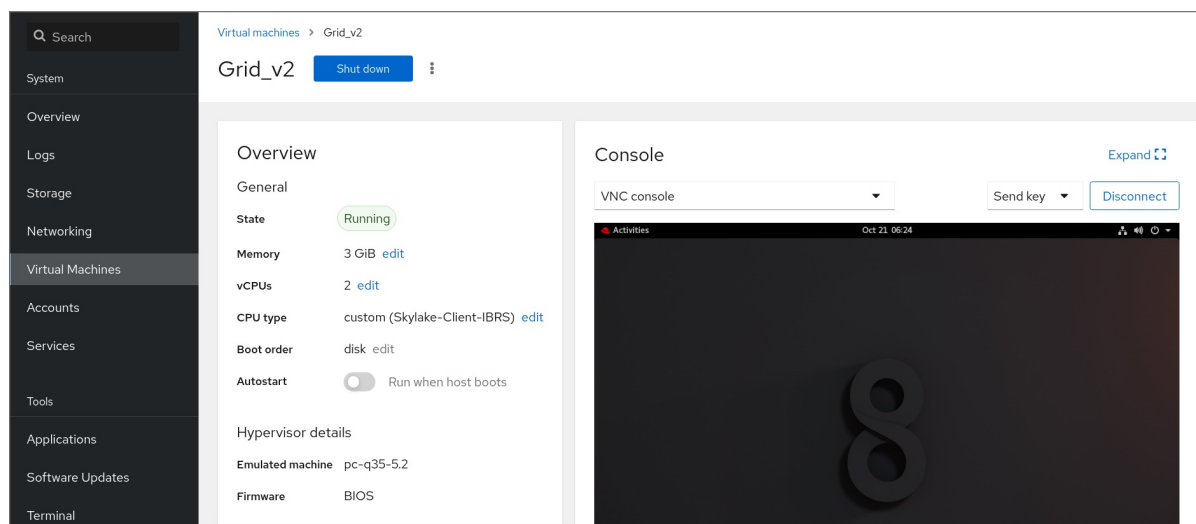 Search
System
Overview
Logs
Storage
Networking
Virtual Machines
Accounts
Services
Tools
Applications
Software Updates
Terminal
Virtual machines > Grid_v2
Grid_v2 Shut down
Overview
General
State Running
Memory 3 GiB edit
vCPUs 2 edit
CPU type custom (Skylake-Client-IBRS) edit
Boot order disk edit
Autostart Run when host boots
Hypervisor details
Emulated machine pc-q35-5.2
Firmware BIOS
Console Expand
VNC console Send key Disconnect
Activities Oct 21 06:24
8